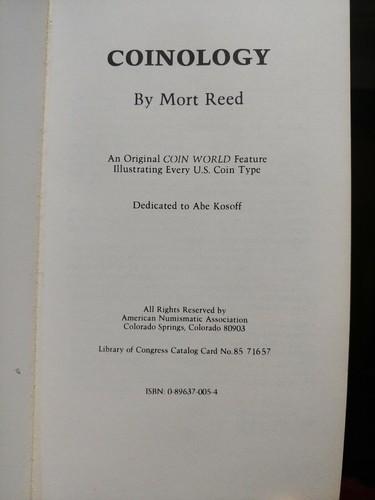 COINOLOGY
By Mort Reed
An Original COIN WORLD Feature
Illustrating Every U.S. Coin Type
Dedicated to Abe Kosoff
All Rights Reserved by
American Numismatic Association
Colorado Springs, Colorado 80903
Library of Congress Catalog Card No.85 71657
ISBN: 0-89637-005-4